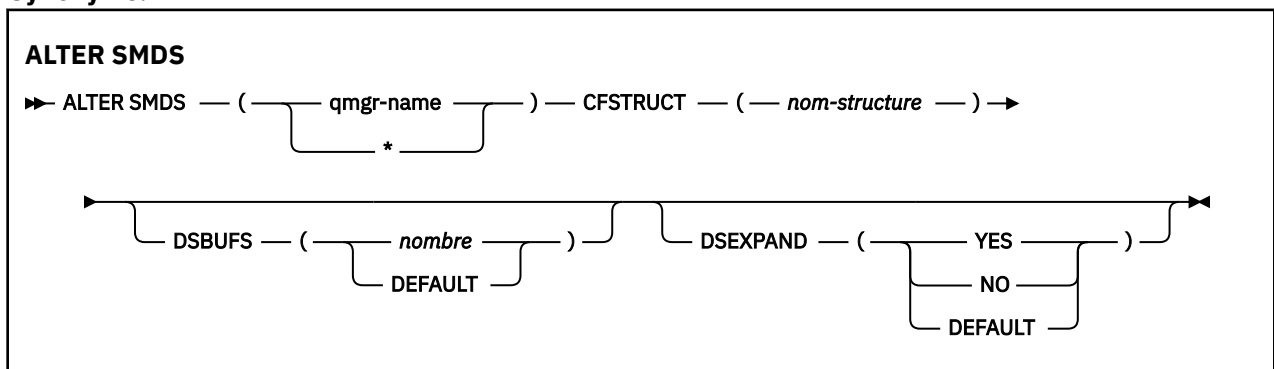 ALTER SMDS
ALTER SMDS ( qmgr-name ) CFSTRUCT ( nom-structure )
*
DSBUFS ( nombre ) DSEXPAND ( YES )
DEFAULT NO
DEFAULT